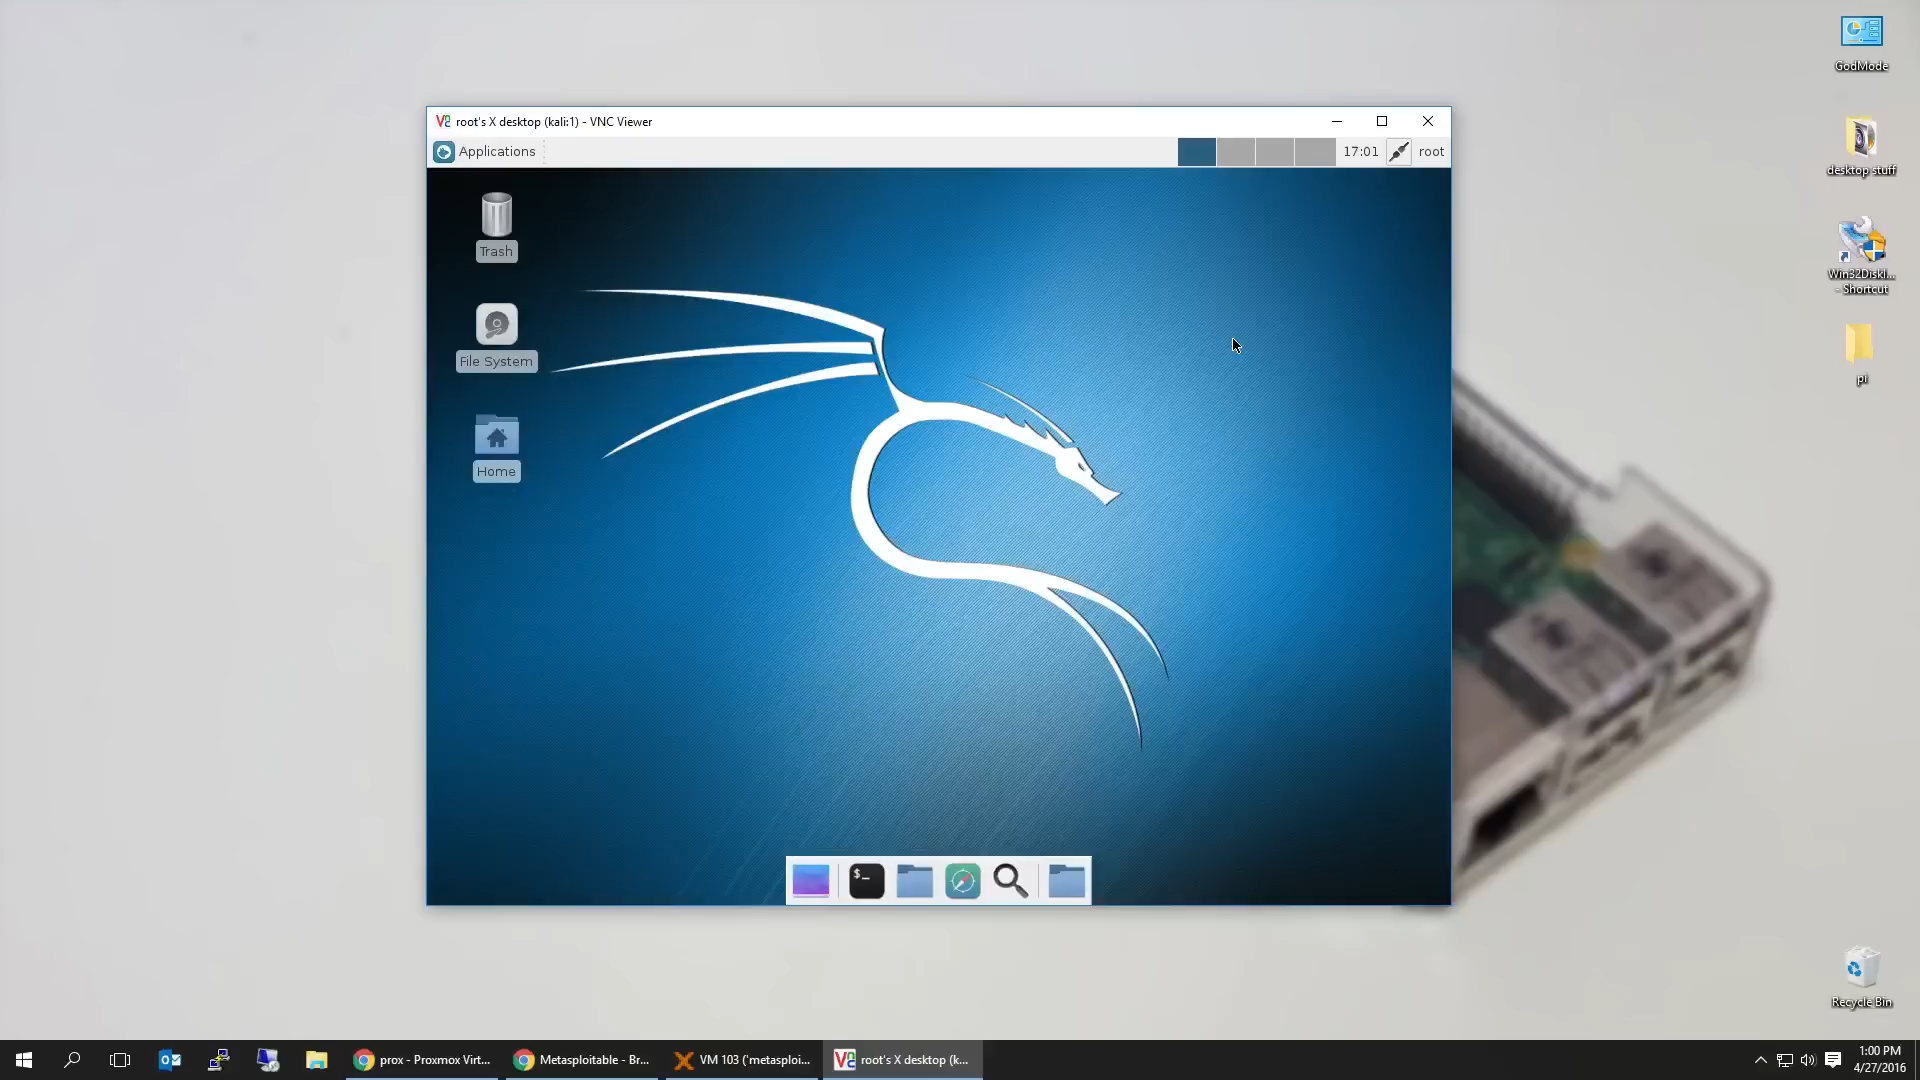 GodMode
desktop stuff
Win32DiskI...
- Shortcut
pi
root's X desktop (kali:1) - VNC Viewer
Applications
17:01
root
Trash
File System
Home
$_
Recycle Bin
prox - Proxmox Virt...
Metasploitable - Br...
VM 103 ('metasploi...
root's X desktop (k...
1:00 PM
4/27/2016